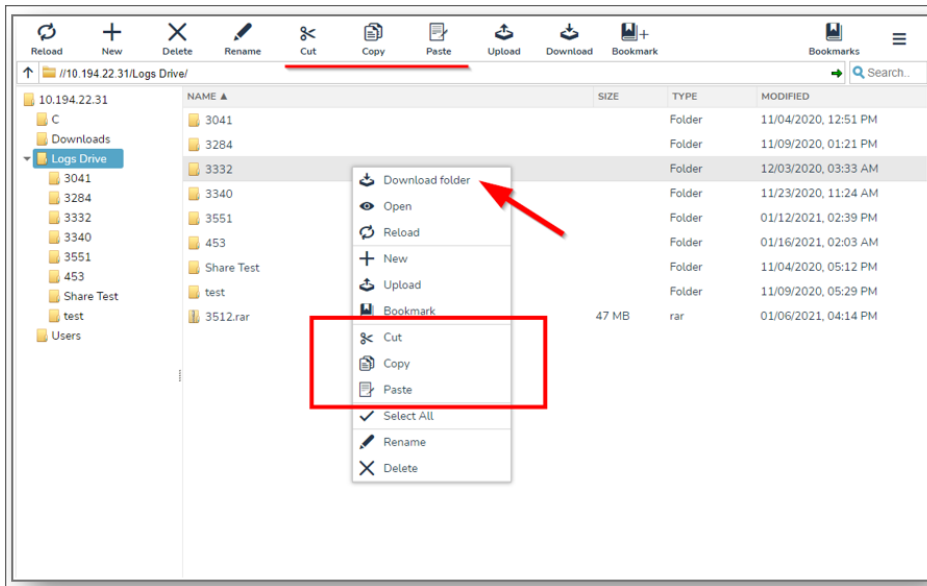 Reload New Delete Rename Cut Copy Paste Upload Download Bookmark Bookmarks
//10.194.22.31/Logs Drive/ Search..
10.194.22.31
C
Downloads
Logs Drive
3041
3284
3332
3340
3551
453
Share Test
test
Users
NAME SIZE TYPE MODIFIED
3041 Folder 11/04/2020, 12:51 PM
3284 Folder 11/09/2020, 01:21 PM
3332 Folder 12/03/2020, 03:33 AM
3340 Folder 11/23/2020, 11:24 AM
3551 Folder 01/12/2021, 02:39 PM
453 Folder 01/16/2021, 02:03 AM
Share Test Folder 11/04/2020, 05:12 PM
test Folder 11/09/2020, 05:29 PM
3512.rar 47 MB rar 01/06/2021, 04:14 PM
Download folder
Open
Reload
New
Upload
Bookmark
Cut
Copy
Paste
Select All
Rename
Delete